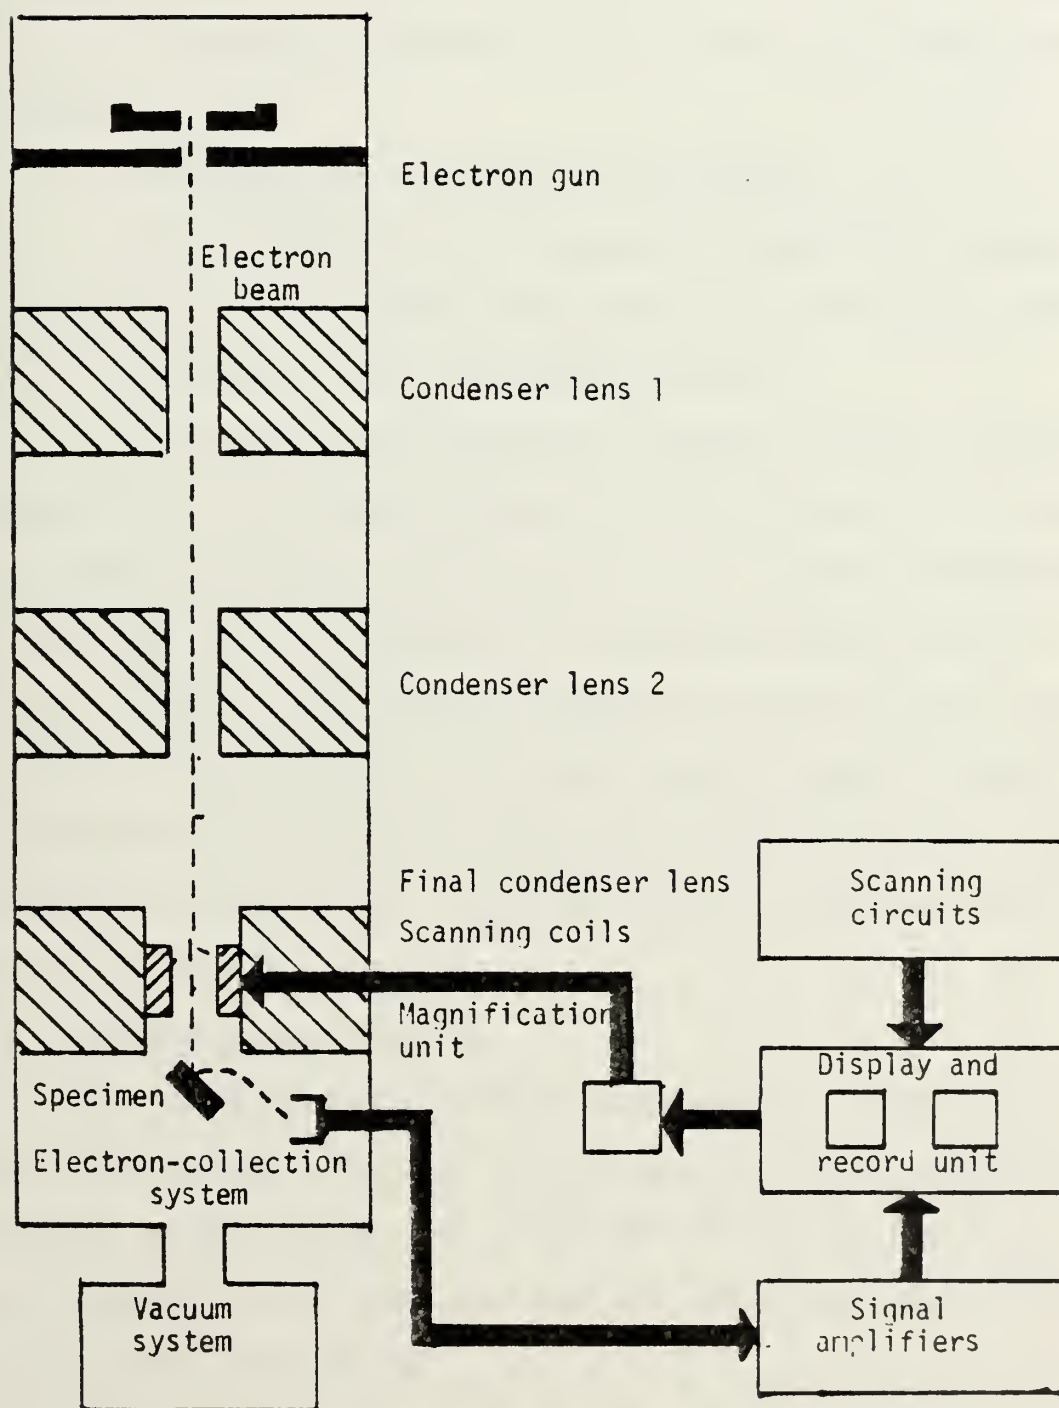 Electron gun
Electron
beam
Condenser lens 1
Condenser lens 2
Final condenser lens
Scanning coils
Magnification
unit
Scanning
circuits
Display and
record unit
Specimen
Electron-collection
system
Vacuum
system
Signal
amplifiers